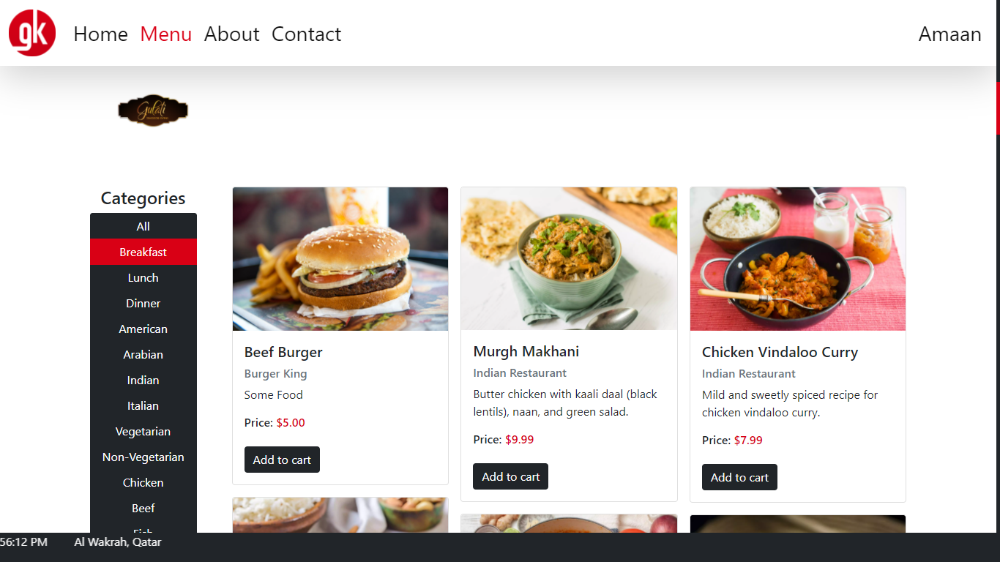 gk
Home Menu About Contact
Amaan
Gulati
Categories
All
Breakfast
Lunch
Dinner
American
Arabian
Indian
Italian
Vegetarian
Non-Vegetarian
Chicken
Beef
Fish
Beef Burger
Burger King
Some Food
Price: $5.00
Add to cart
Murgh Makhani
Indian Restaurant
Butter chicken with kaali daal (black
lentils), naan, and green salad.
Price: $9.99
Add to cart
Chicken Vindaloo Curry
Indian Restaurant
Mild and sweetly spiced recipe for
chicken vindaloo curry.
Price: $7.99
Add to cart
56:12 PM
Al Wakrah, Qatar